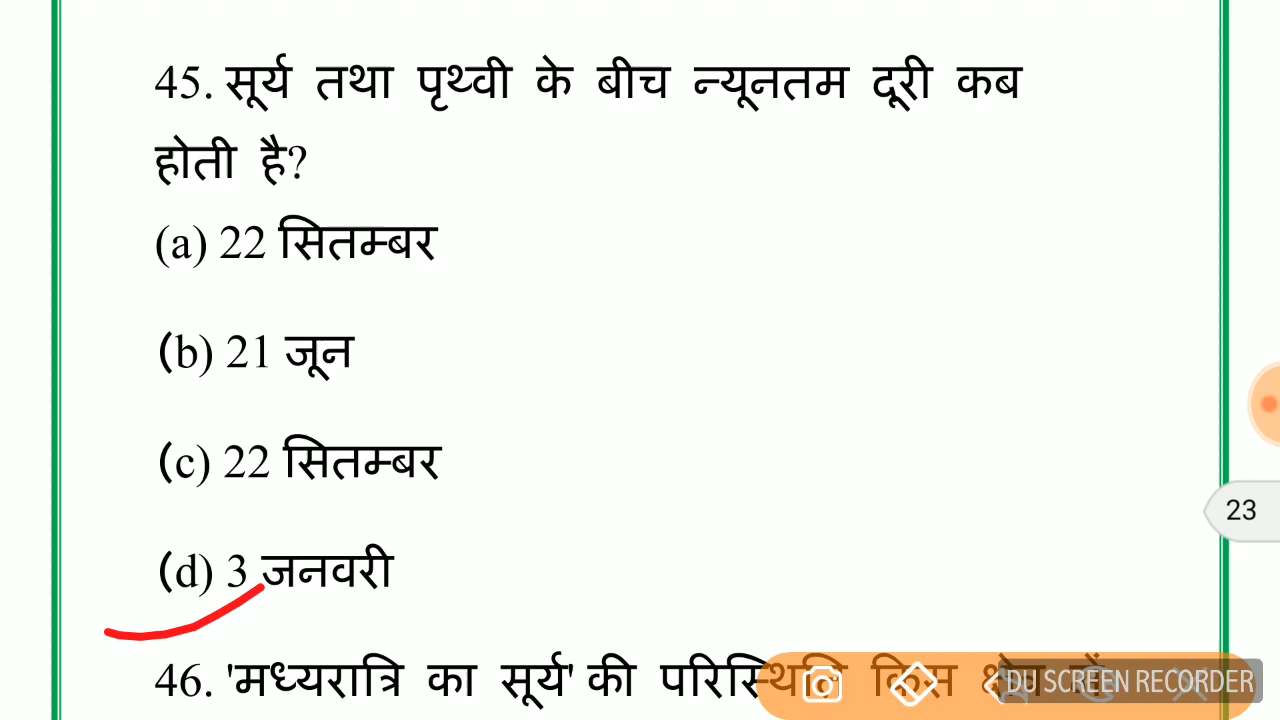 45. सूर्य तथा पृथ्वी के बीच न्यूनतम दूरी कब
होती है?
(a) 22 सितम्बर
(b) 21 जून
(c) 22 सितम्बर
23
(d) 3 जनवरी
46. 'मध्यरात्रि का सूर्य' की परिस्थिति किस क्षेत्र में
DU SCREEN RECORDER